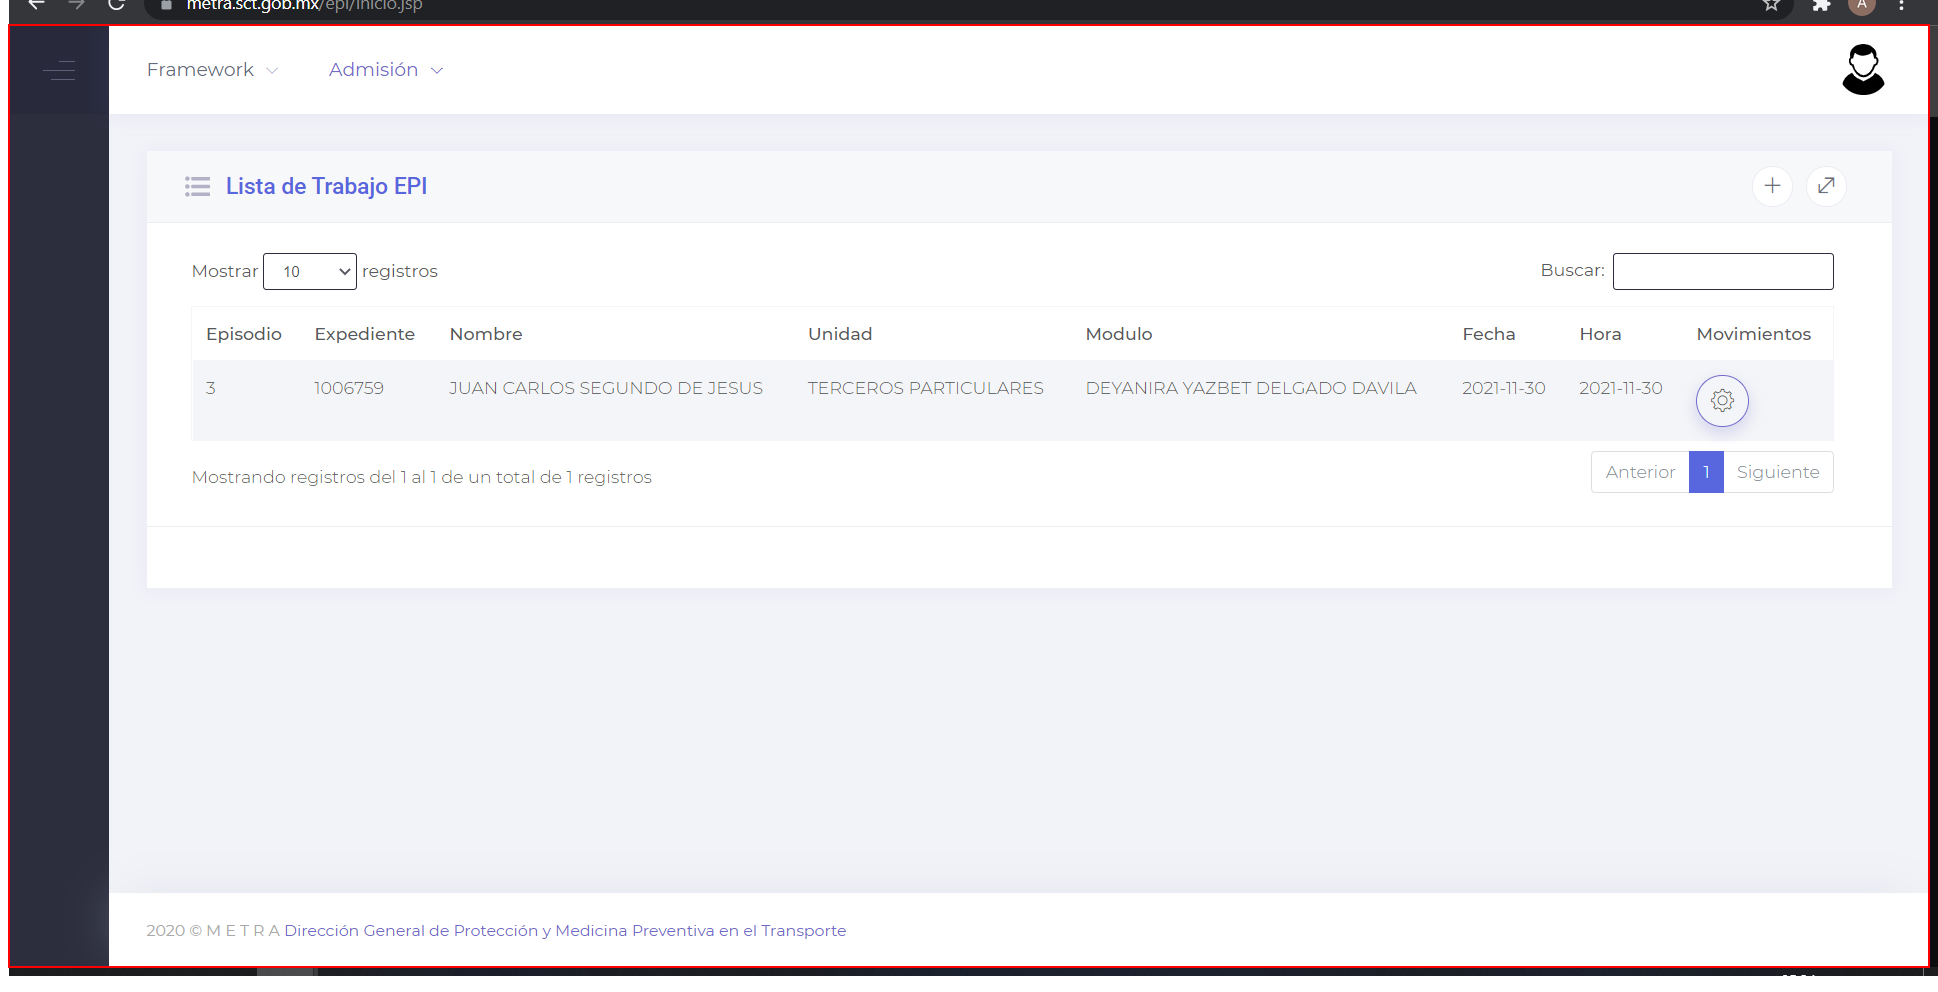 metra.sct.gob.mx/epi/inicio.jsp
A
Framework Admisión
Lista de Trabajo EPI
Mostrar 10 registros Buscar:
Episodio Expediente Nombre Unidad Modulo Fecha Hora Movimientos
3 1006759 JUAN CARLOS SEGUNDO DE JESUS TERCEROS PARTICULARES DEYANIRA YAZBET DELGADO DAVILA 2021-11-30 2021-11-30
Mostrando registros del 1 al 1 de un total de 1 registros Anterior 1 Siguiente
2020 © M E T R A Dirección General de Protección y Medicina Preventiva en el Transporte